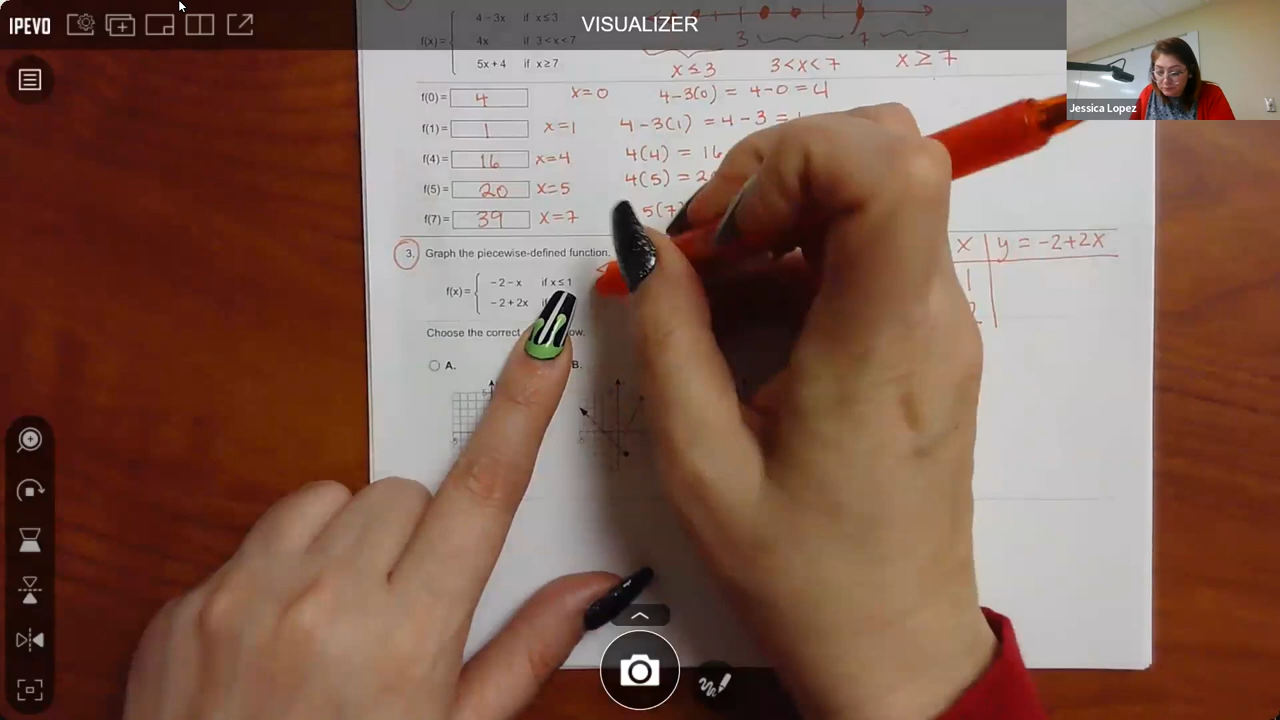 IPEVO
VISUALIZER
Jessica Lopez
f(x) = { 4 − 3x if x ≤ 3
4x if 3 < x < 7
5x + 4 if x ≥ 7
3 7
x ≤ 3 3 < x < 7 x ≥ 7
f(0) = 4 x=0 4-3(0) = 4-0 = 4
f(1) = 1 x=1 4-3(1) = 4-3 =
f(4) = 16 x=4 4(4) = 16
f(5) = 20 x=5 4(5) =
f(7) = 39 x=7 5(7)
3. Graph the piecewise-defined function. x y = -2+2x
f(x) = { − 2 − x if x ≤ 1 1
− 2 + 2x
Choose the correct
A. B.